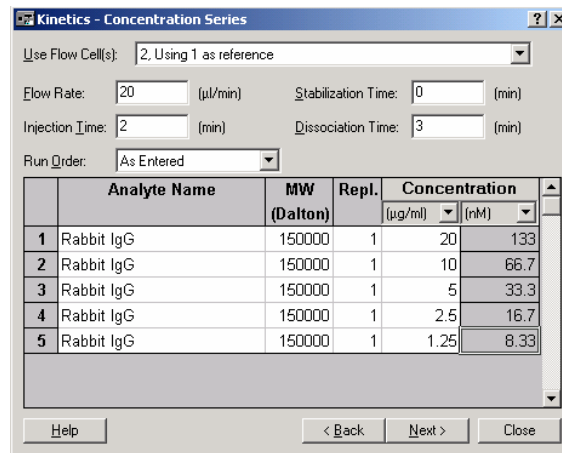 Kinetics - Concentration Series
Use Flow Cell(s): 2, Using 1 as reference
Flow Rate: 20 (µl/min) Stabilization Time: 0 (min)
Injection Time: 2 (min) Dissociation Time: 3 (min)
Run Order: As Entered
Analyte Name MW (Dalton) Repl. Concentration
(µg/ml) (nM)
1 Rabbit IgG 150000 1 20 133
2 Rabbit IgG 150000 1 10 66.7
3 Rabbit IgG 150000 1 5 33.3
4 Rabbit IgG 150000 1 2.5 16.7
5 Rabbit IgG 150000 1 1.25 8.33
Help < Back Next > Close